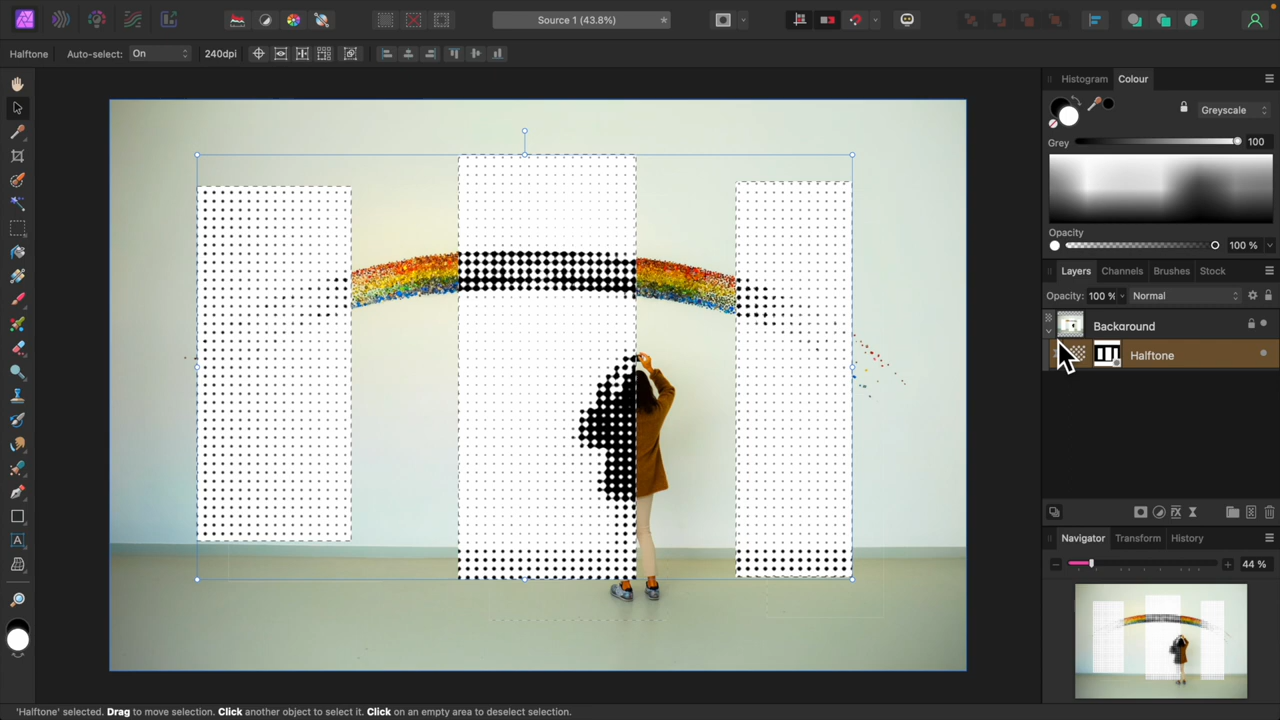 Source 1 (43.8%)
Halftone
Auto-select: On
240dpi
Histogram
Colour
Greyscale
Grey
100
Opacity
100 %
Layers
Channels
Brushes
Stock
Opacity: 100 %
Normal
Background
Halftone
Navigator
Transform
History
44 %
'Halftone' selected. Drag to move selection. Click another object to select it. Click on an empty area to deselect selection.